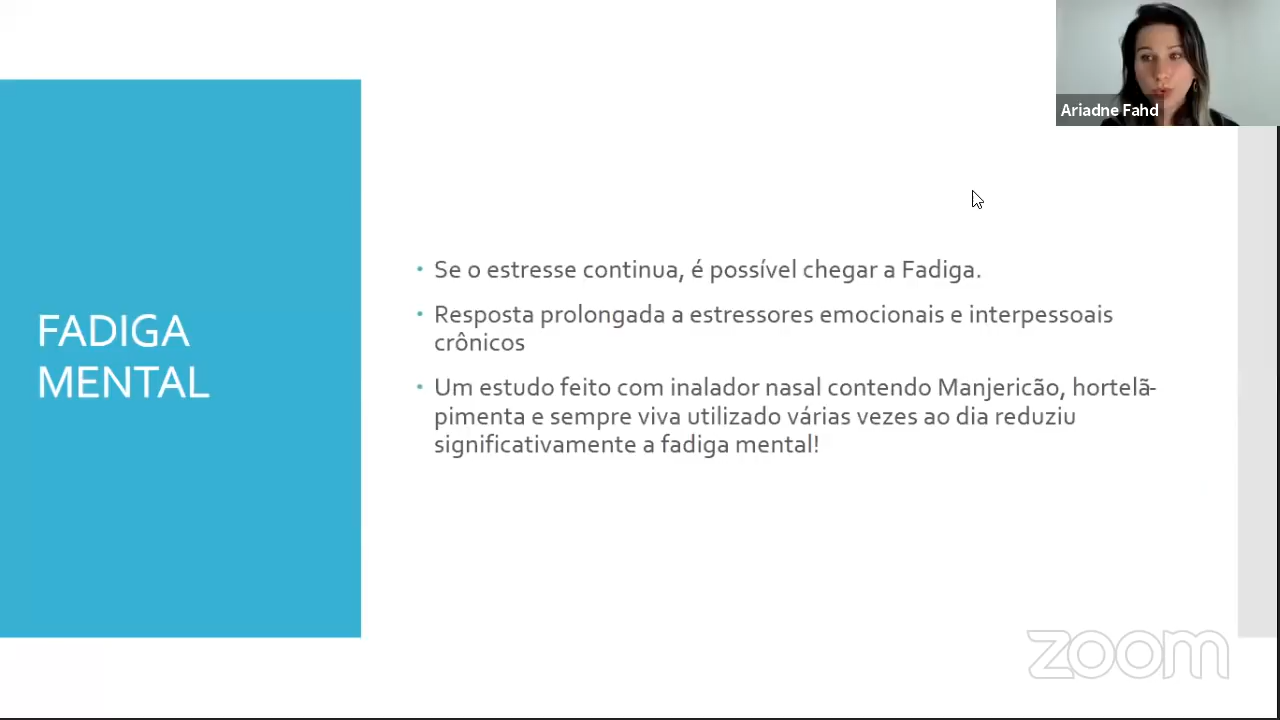 Ariadne Fahd
FADIGA
MENTAL
• Se o estresse continua, é possível chegar a Fadiga.
• Resposta prolongada a estressores emocionais e interpessoais
crônicos
• Um estudo feito com inalador nasal contendo Manjericão, hortelã-
pimenta e sempre viva utilizado várias vezes ao dia reduziu
significativamente a fadiga mental!
zoom